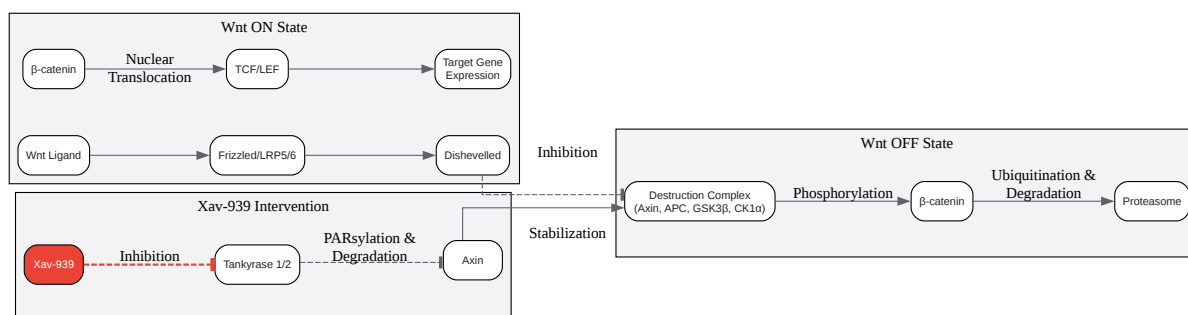 Wnt ON State
β-catenin
Nuclear
Translocation
TCF/LEF
Target Gene
Expression
Wnt Ligand
Frizzled/LRP5/6
Dishevelled
Inhibition
Wnt OFF State
Destruction Complex
(Axin, APC, GSK3β, CK1α)
Phosphorylation
β-catenin
Ubiquitination &
Degradation
Proteasome
Xav-939 Intervention
Xav-939
Inhibition
Tankyrase 1/2
PARsylation &
Degradation
Axin
Stabilization